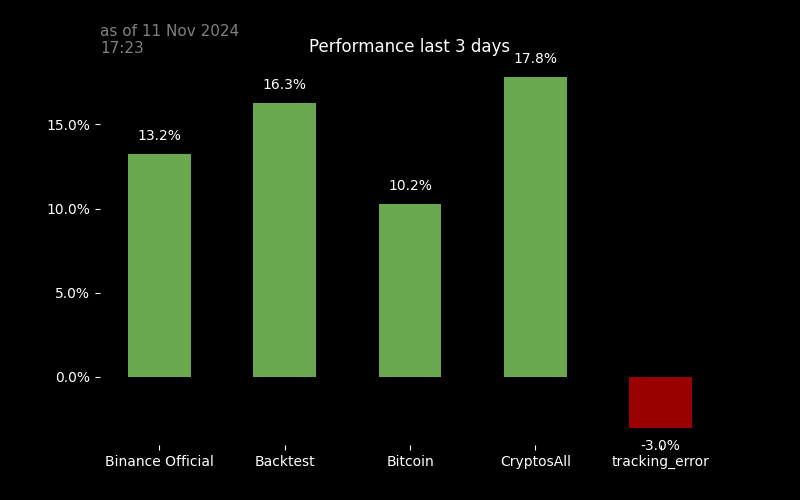 as of 11 Nov 2024
17:23
Performance last 3 days
17.8%
16.3%
13.2%
10.2%
15.0%
10.0%
5.0%
0.0%
-3.0%
Binance Official
Backtest
Bitcoin
CryptosAll
tracking_error